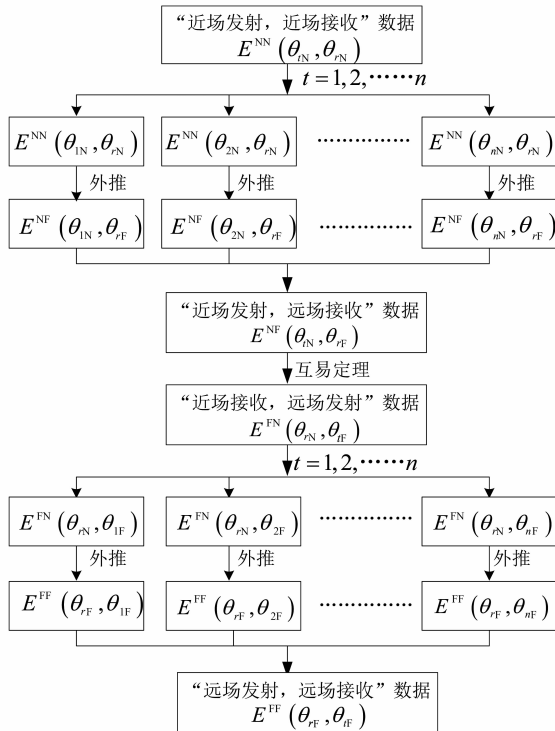 “近场发射，近场接收”数据
E^NN(θ_tN,θ_rN)
t=1,2,……n
E^NN(θ_1N,θ_rN) E^NN(θ_2N,θ_rN) …………… E^NN(θ_nN,θ_rN)
外推 外推 外推
E^NF(θ_1N,θ_rF) E^NF(θ_2N,θ_rF) …………… E^NF(θ_nN,θ_rF)
“近场发射，远场接收”数据
E^NF(θ_tN,θ_rF)
互易定理
“近场接收，远场发射”数据
E^FN(θ_rN,θ_tF)
t=1,2,……n
E^FN(θ_rN,θ_1F) E^FN(θ_rN,θ_2F) …………… E^FN(θ_rN,θ_nF)
外推 外推 外推
E^FF(θ_rF,θ_1F) E^FF(θ_rF,θ_2F) …………… E^FF(θ_rF,θ_nF)
“远场发射，远场接收”数据
E^FF(θ_rF,θ_tF)